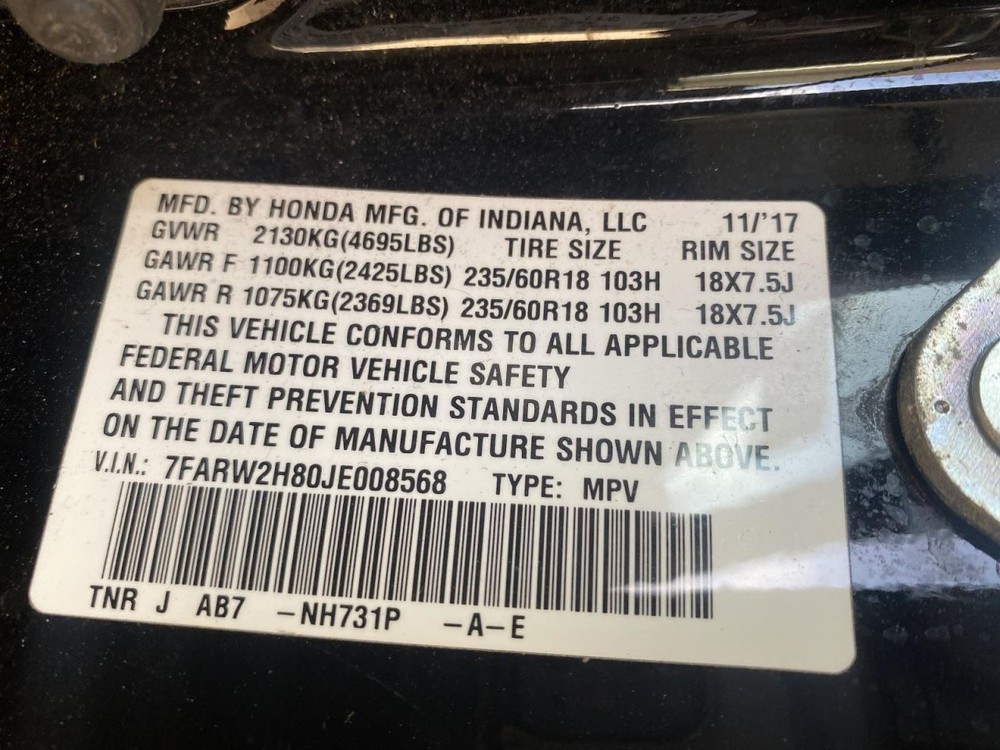 MFD. BY HONDA MFG. OF INDIANA, LLC 11/'17
GVWR 2130KG(4695LBS) TIRE SIZE RIM SIZE
GAWR F 1100KG(2425LBS) 235/60R18 103H 18X7.5J
GAWR R 1075KG(2369LBS) 235/60R18 103H 18X7.5J
THIS VEHICLE CONFORMS TO ALL APPLICABLE
FEDERAL MOTOR VEHICLE SAFETY
AND THEFT PREVENTION STANDARDS IN EFFECT
ON THE DATE OF MANUFACTURE SHOWN ABOVE.
V.I.N.: 7FARW2H80JE008568 TYPE: MPV
TNR J AB7 -NH731P -A-E